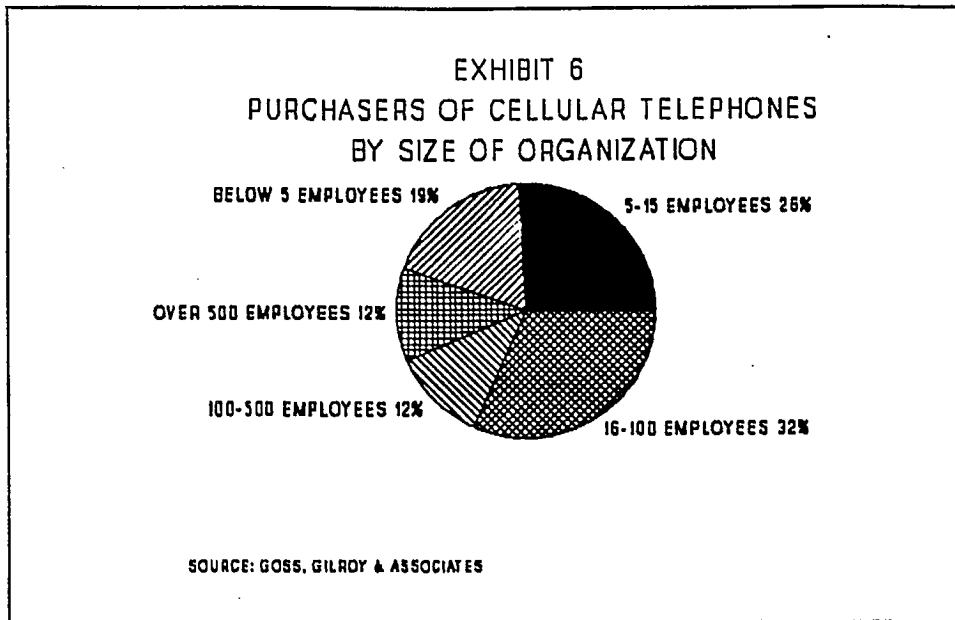 EXHIBIT 6
PURCHASERS OF CELLULAR TELEPHONES
BY SIZE OF ORGANIZATION
BELOW 5 EMPLOYEES 19%
5-15 EMPLOYEES 26%
OVER 500 EMPLOYEES 12%
100-500 EMPLOYEES 12%
16-100 EMPLOYEES 32%
SOURCE: GOSS, GILROY & ASSOCIATES